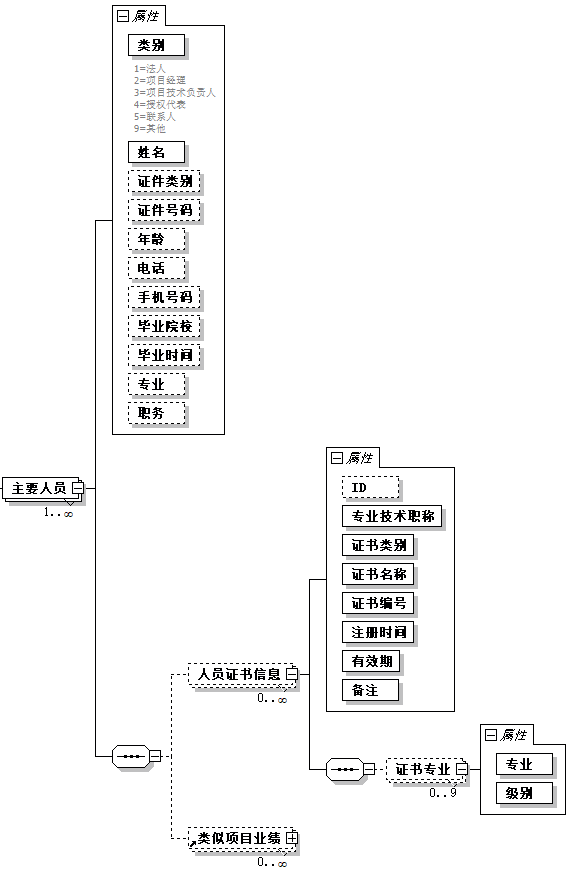 属性
类别
1=法人
2=项目经理
3=项目技术负责人
4=授权代表
5=联系人
9=其他
姓名
证件类别
证件号码
年龄
电话
手机号码
毕业院校
毕业时间
专业
职务
主要人员
1..∞
属性
ID
专业技术职称
证书类别
证书名称
证书编号
注册时间
有效期
备注
人员证书信息
0..∞
属性
专业
级别
证书专业
0..9
类似项目业绩
0..∞